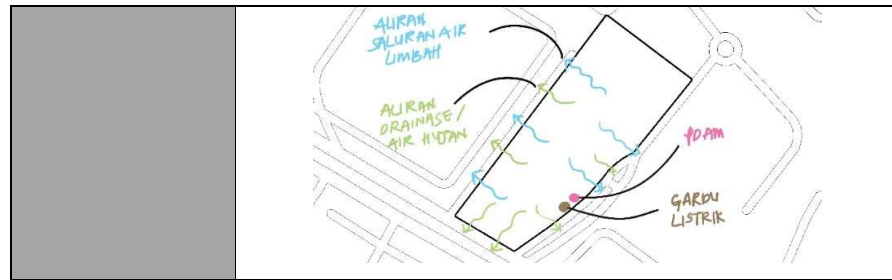 ALIRAN
SALURAN AIR
LIMBAH
ALIRAN
DRAINASE/
AIR HUJAN
PDAM
GARDU
LISTRIK